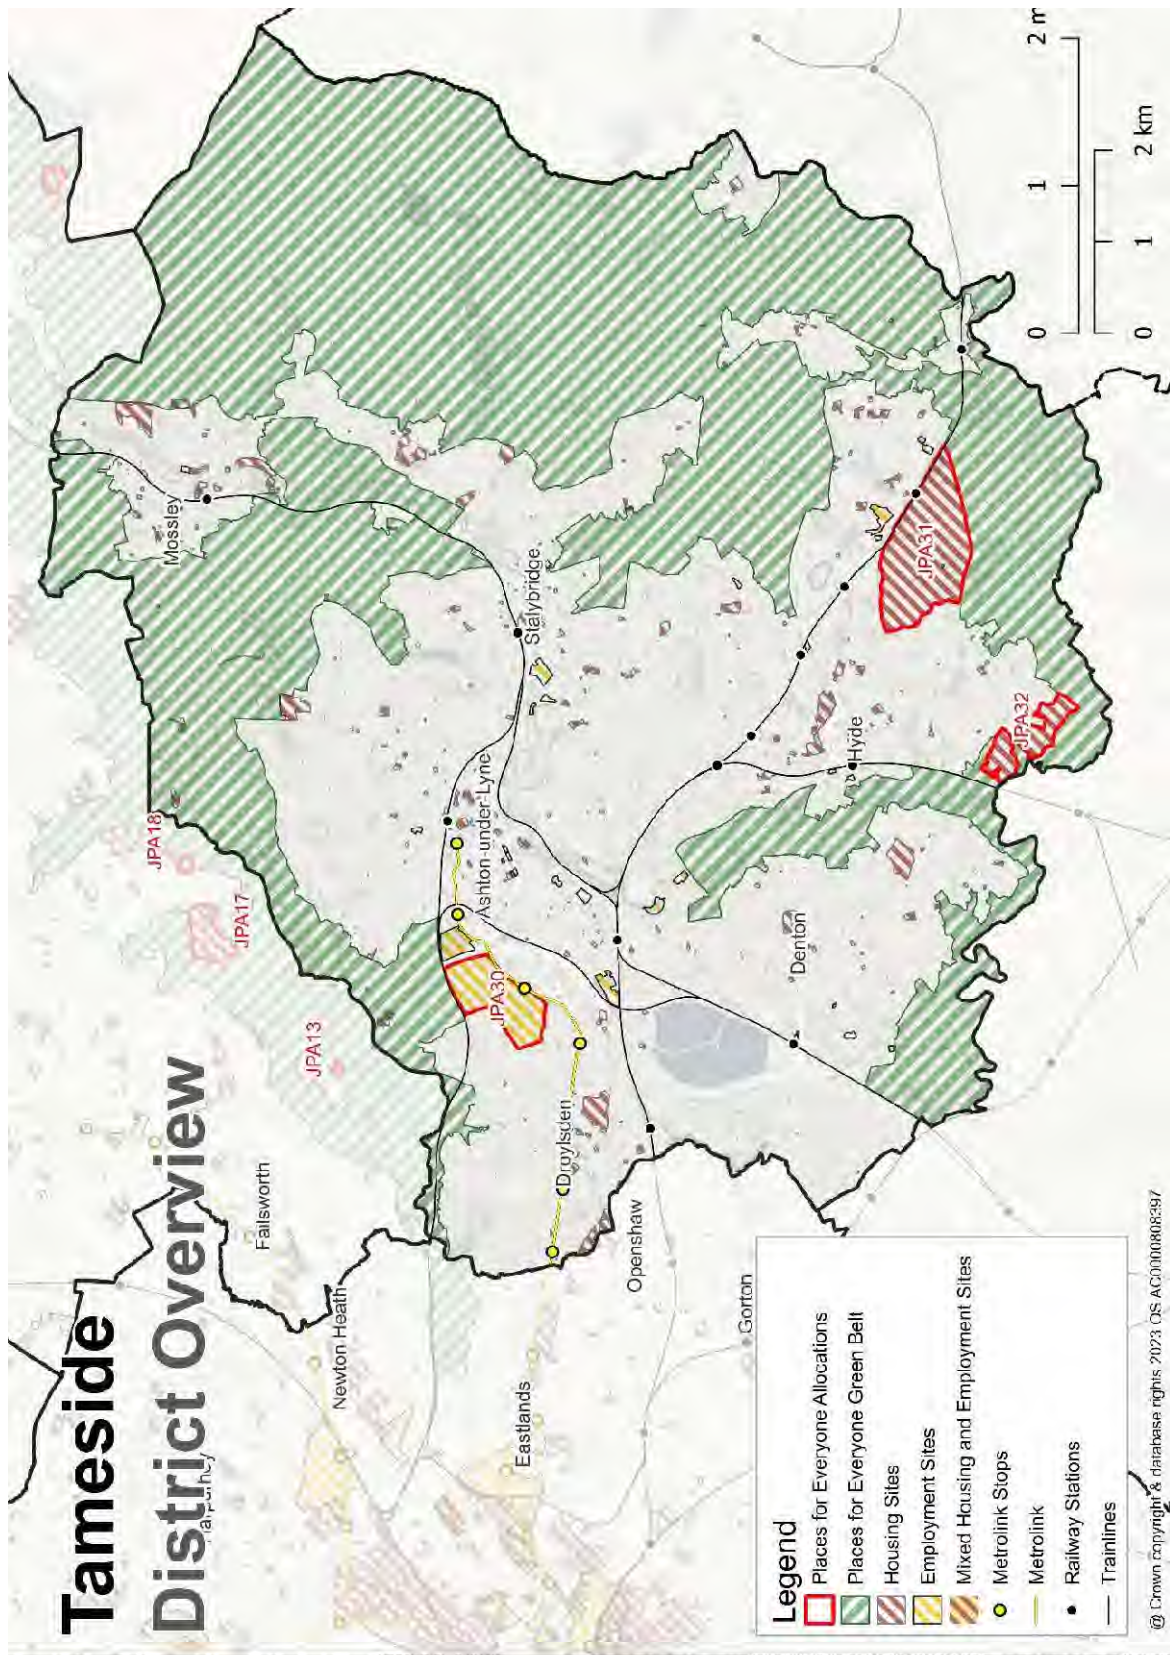 Tameside
District Overview
JPA18
JPA17
JPA13
Mossley
Stalybridge
Ashton-under-Lyne
JPA30
JPA31
JPA32
Hyde
Denton
Droylsden
Failsworth
Newton Heath
Openshaw
Eastlands
Gorton
Legend
Places for Everyone Allocations
Places for Everyone Green Belt
Housing Sites
Employment Sites
Mixed Housing and Employment Sites
Metrolink Stops
Metrolink
Railway Stations
Trainlines
0 1 2 m
0 1 2 km
@ Crown copyright & database rights 2023 OS AC0000808397